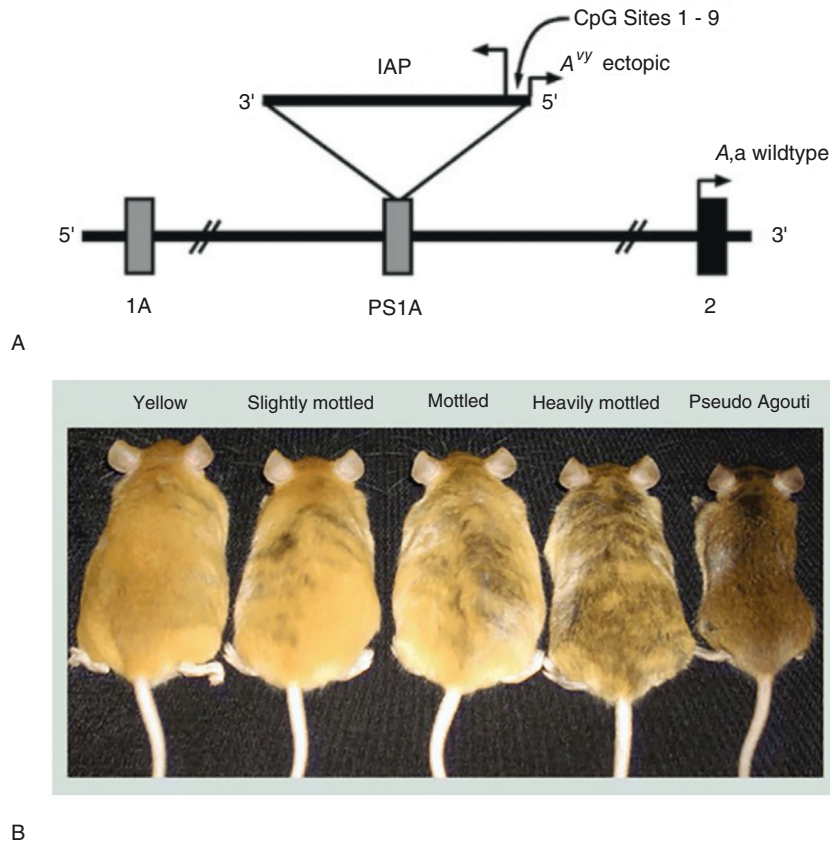 CpG Sites 1 - 9
IAP
Avy ectopic
3'
5'
A,a wildtype
5'
3'
1A
PS1A
2
A
Yellow
Slightly mottled
Mottled
Heavily mottled
Pseudo Agouti
B